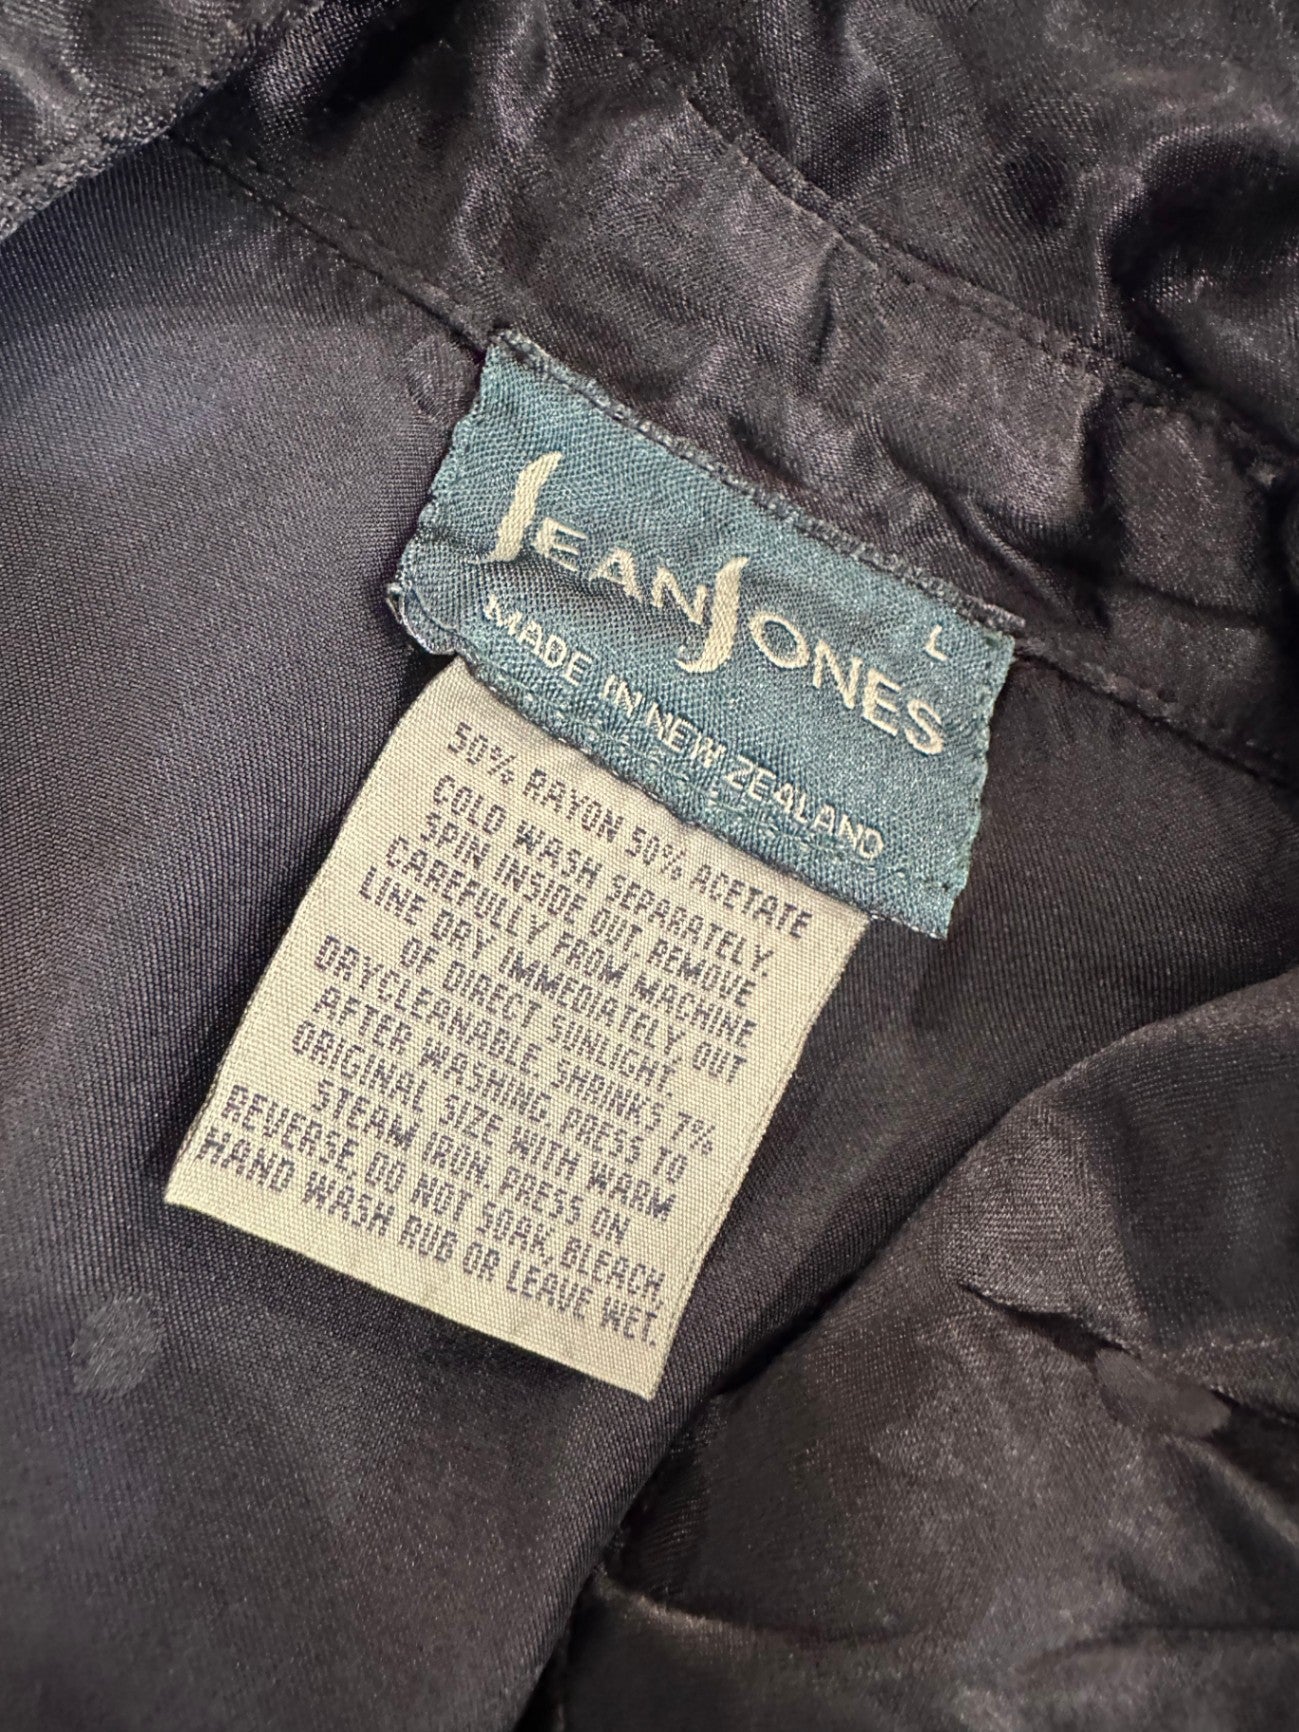 L
JEAN JONES
MADE IN NEW ZEALAND
50% RAYON 50% ACETATE
COLD WASH SEPARATELY.
SPIN INSIDE OUT. REMOVE
CAREFULLY FROM MACHINE
LINE DRY IMMEDIATELY, OUT
OF DIRECT SUNLIGHT.
DRYCLEANABLE. SHRINKS 7%
AFTER WASHING. PRESS TO
ORIGINAL SIZE WITH WARM
STEAM IRON. PRESS ON
REVERSE. DO NOT SOAK, BLEACH,
HAND WASH RUB OR LEAVE WET.